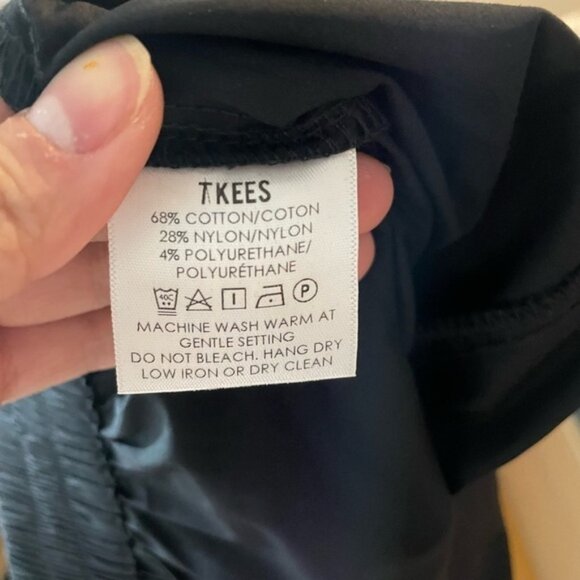 TKEES
68% COTTON/COTON
28% NYLON/NYLON
4% POLYURETHANE/
POLYURÉTHANE
40C P
MACHINE WASH WARM AT
GENTLE SETTING
DO NOT BLEACH. HANG DRY
LOW IRON OR DRY CLEAN